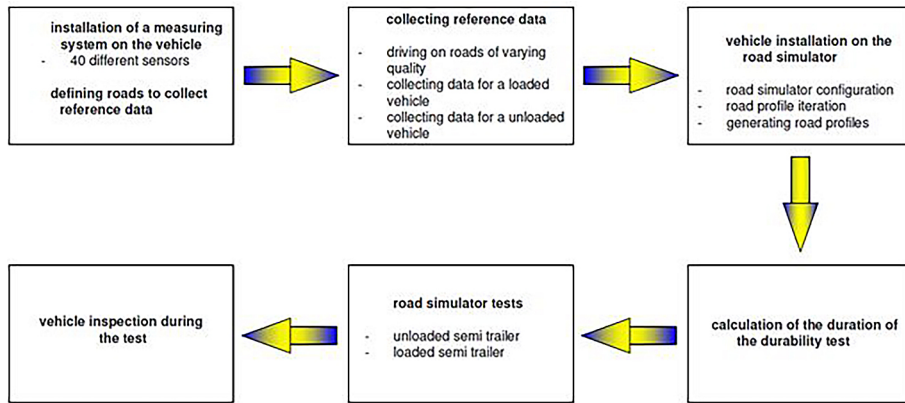 installation of a measuring
system on the vehicle
- 40 different sensors
defining roads to collect
reference data
collecting reference data
- driving on roads of varying
quality
- collecting data for a loaded
vehicle
- collecting data for a unloaded
vehicle
vehicle installation on the
road simulator
- road simulator configuration
- road profile iteration
- generating road profiles
calculation of the duration of
the durability test
road simulator tests
- unloaded semi trailer
- loaded semi trailer
vehicle inspection during
the test